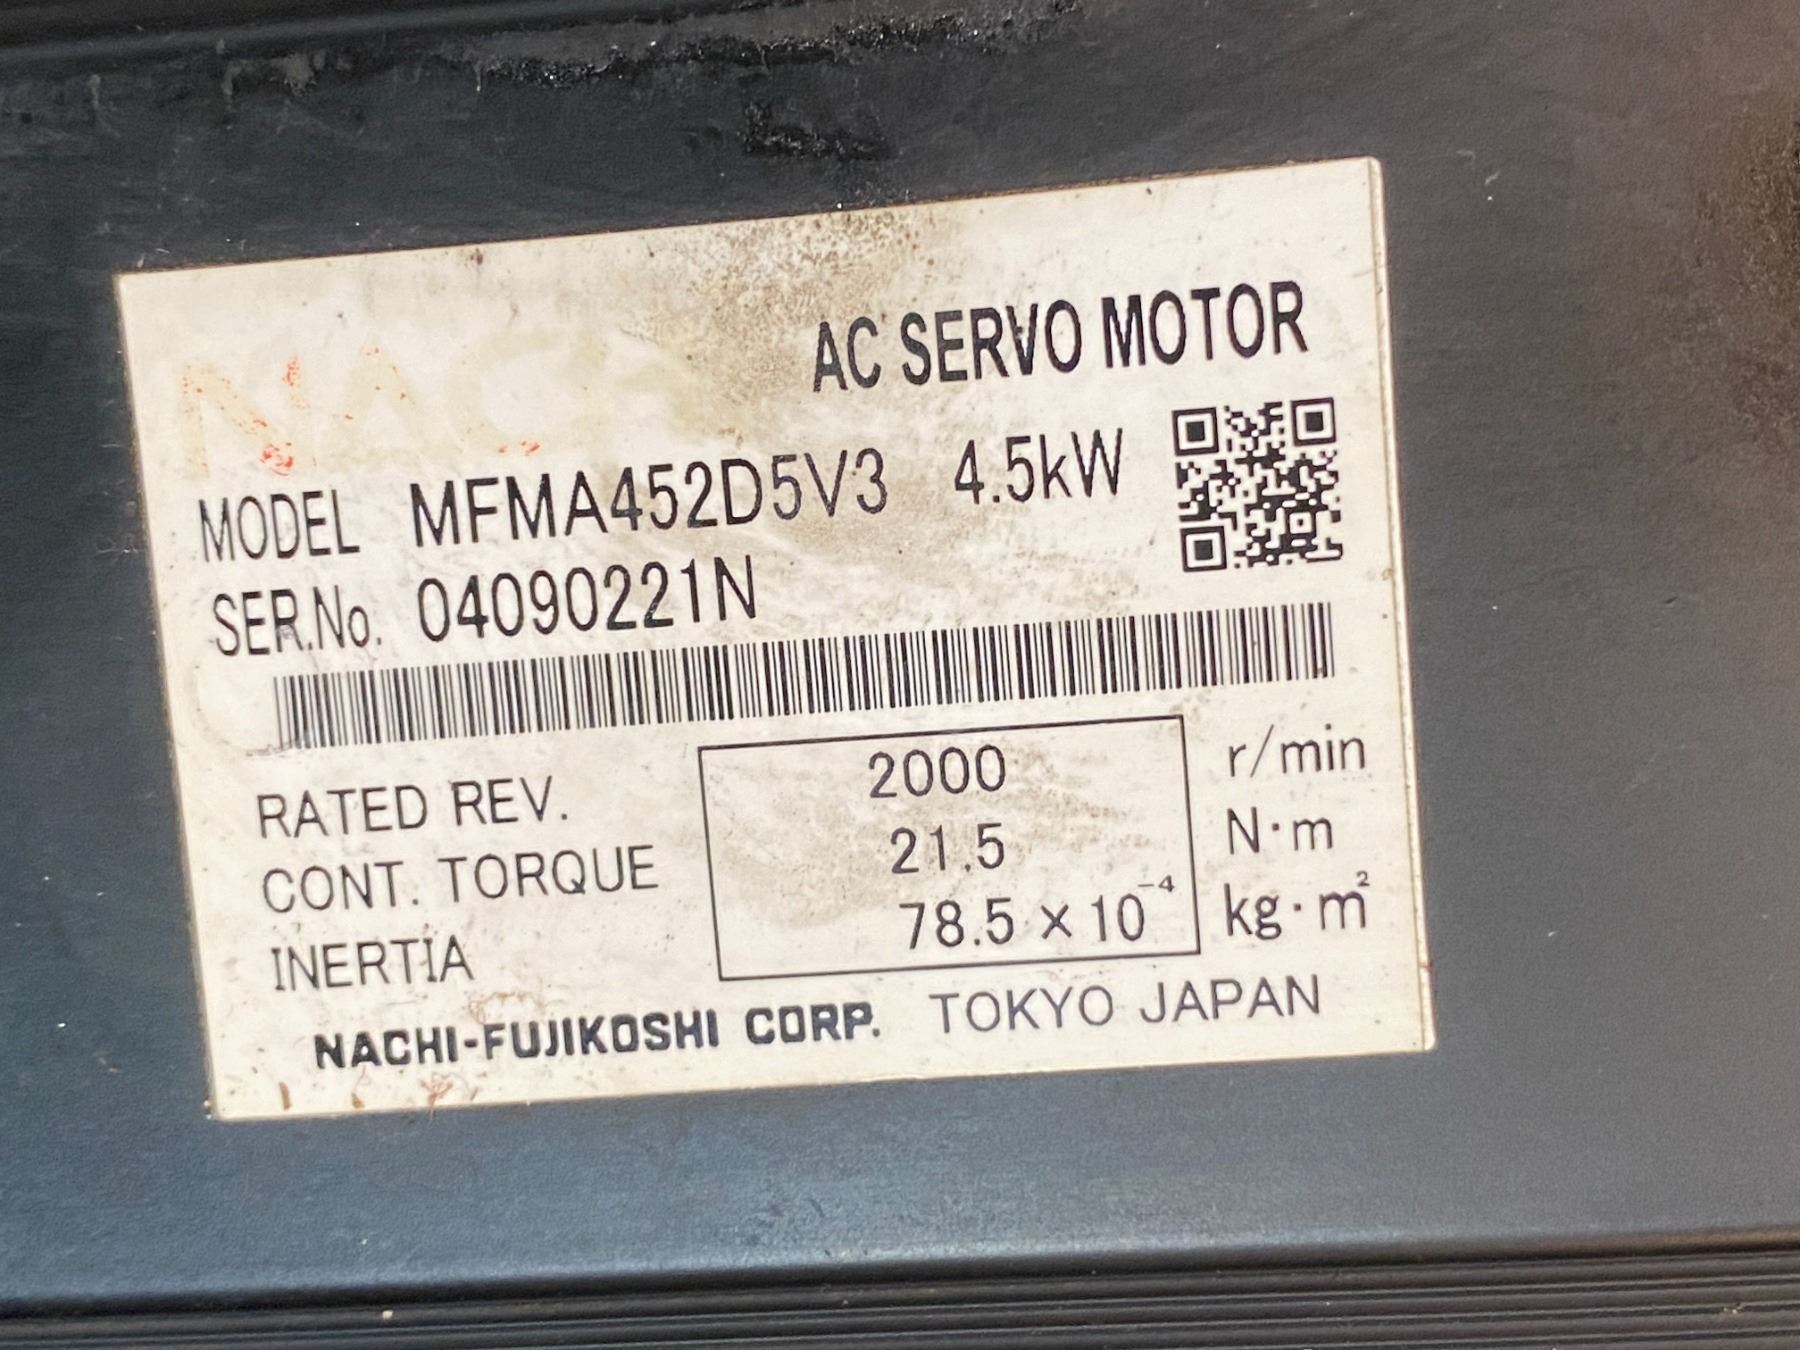 NACHI
AC SERVO MOTOR
MODEL MFMA452D5V3 4.5kW
SER.No. 04090221N
RATED REV. 2000 r/min
CONT. TORQUE 21.5 N·m
INERTIA 78.5 × 10⁻⁴ kg·m²
NACHI-FUJIKOSHI CORP. TOKYO JAPAN